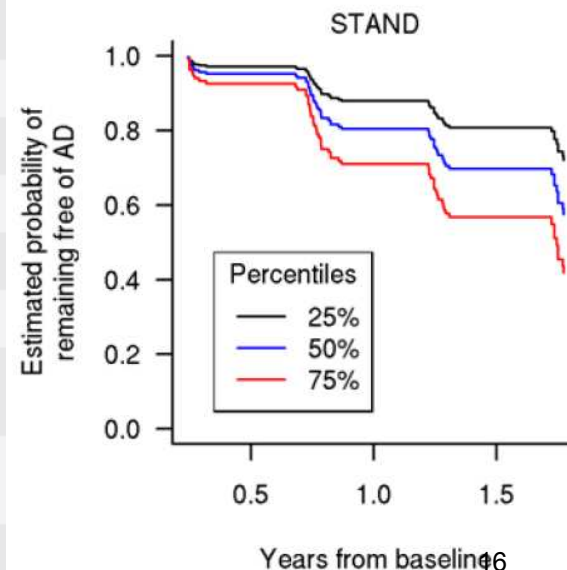 STAND
Estimated probability of
remaining free of AD
1.0
0.8
0.6
0.4
0.2
0.0
Percentiles
25%
50%
75%
0.5 1.0 1.5
Years from baseline
16